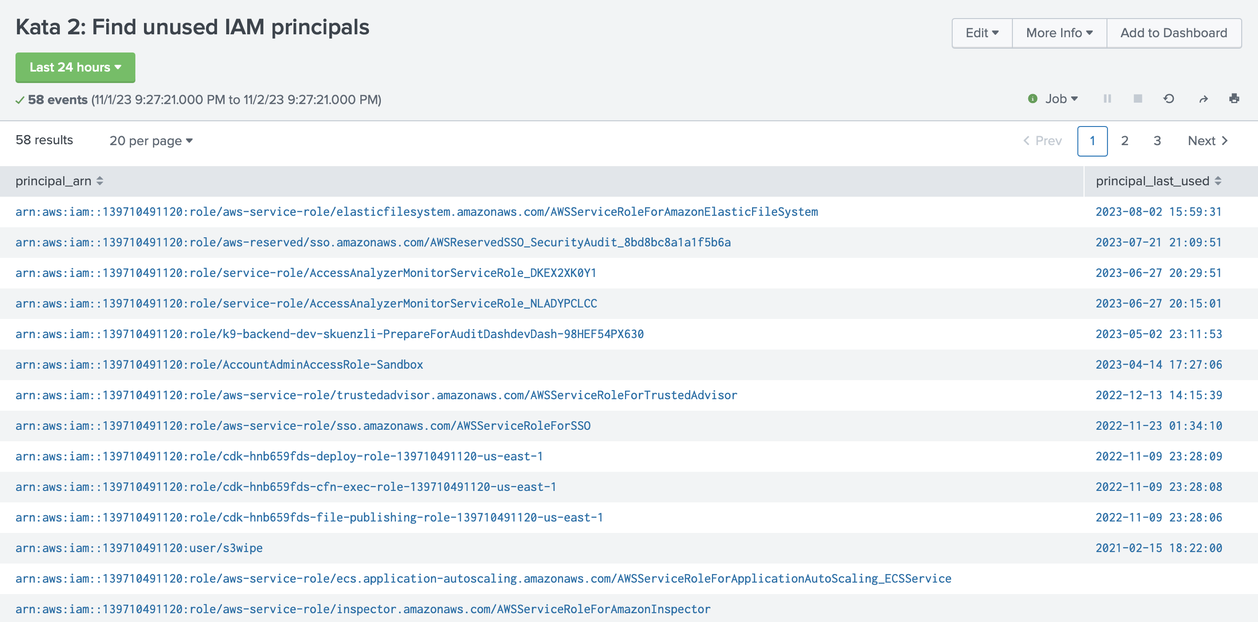 Kata 2: Find unused IAM principals
Edit More Info Add to Dashboard
Last 24 hours
58 events (11/1/23 9:27:21.000 PM to 11/2/23 9:27:21.000 PM)
Job
58 results 20 per page Prev 1 2 3 Next
principal_arn principal_last_used
arn:aws:iam::139710491120:role/aws-service-role/elasticfilesystem.amazonaws.com/AWSServiceRoleForAmazonElasticFileSystem 2023-08-02 15:59:31
arn:aws:iam::139710491120:role/aws-reserved/sso.amazonaws.com/AWSReservedSSO_SecurityAudit_8bd8bc8a1a1f5b6a 2023-07-21 21:09:51
arn:aws:iam::139710491120:role/service-role/AccessAnalyzerMonitorServiceRole_DKEX2XK0Y1 2023-06-27 20:29:51
arn:aws:iam::139710491120:role/service-role/AccessAnalyzerMonitorServiceRole_NLADYPCLCC 2023-06-27 20:15:01
arn:aws:iam::139710491120:role/k9-backend-dev-skuenzli-PrepareForAuditDashdevDash-98HEF54PX630 2023-05-02 23:11:53
arn:aws:iam::139710491120:role/AccountAdminAccessRole-Sandbox 2023-04-14 17:27:06
arn:aws:iam::139710491120:role/aws-service-role/trustedadvisor.amazonaws.com/AWSServiceRoleForTrustedAdvisor 2022-12-13 14:15:39
arn:aws:iam::139710491120:role/aws-service-role/sso.amazonaws.com/AWSServiceRoleForSSO 2022-11-23 01:34:10
arn:aws:iam::139710491120:role/cdk-hnb659fds-deploy-role-139710491120-us-east-1 2022-11-09 23:28:09
arn:aws:iam::139710491120:role/cdk-hnb659fds-cfn-exec-role-139710491120-us-east-1 2022-11-09 23:28:08
arn:aws:iam::139710491120:role/cdk-hnb659fds-file-publishing-role-139710491120-us-east-1 2022-11-09 23:28:06
arn:aws:iam::139710491120:user/s3wipe 2021-02-15 18:22:00
arn:aws:iam::139710491120:role/aws-service-role/ecs.application-autoscaling.amazonaws.com/AWSServiceRoleForApplicationAutoScaling_ECSService
arn:aws:iam::139710491120:role/aws-service-role/inspector.amazonaws.com/AWSServiceRoleForAmazonInspector